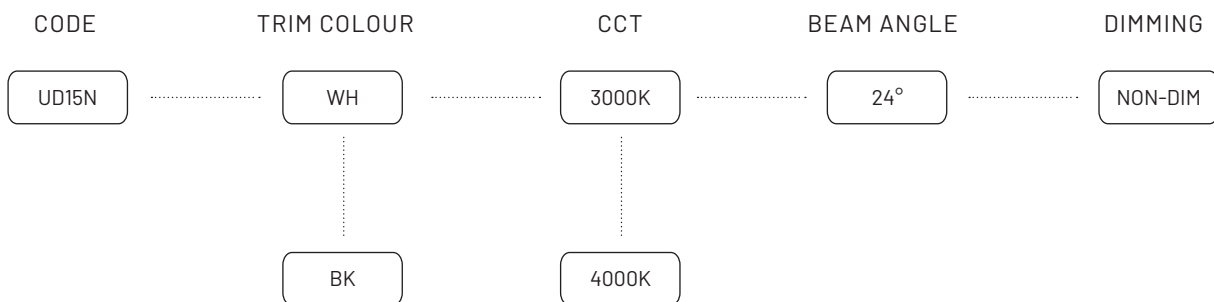 CODE TRIM COLOUR CCT BEAM ANGLE DIMMING
UD15N WH 3000K 24° NON-DIM
BK 4000K